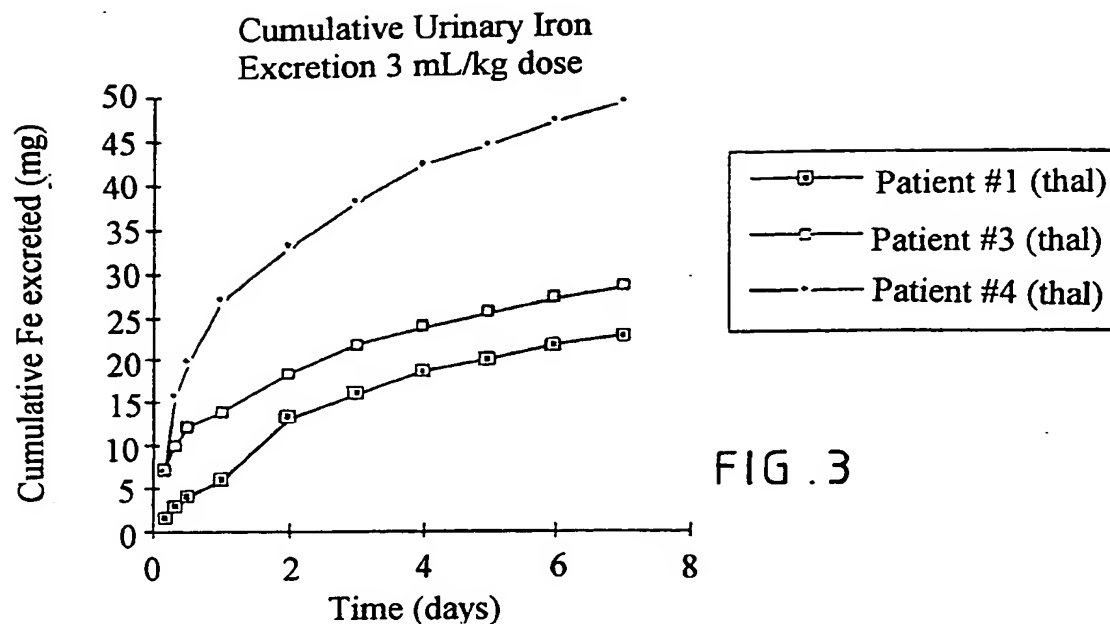 Cumulative Urinary Iron
Excretion 3 mL/kg dose
Cumulative Fe excreted (mg)
50
45
40
35
30
25
20
15
10
5
0
0 2 4 6 8
Time (days)
Patient #1 (thal)
Patient #3 (thal)
Patient #4 (thal)
FIG.3